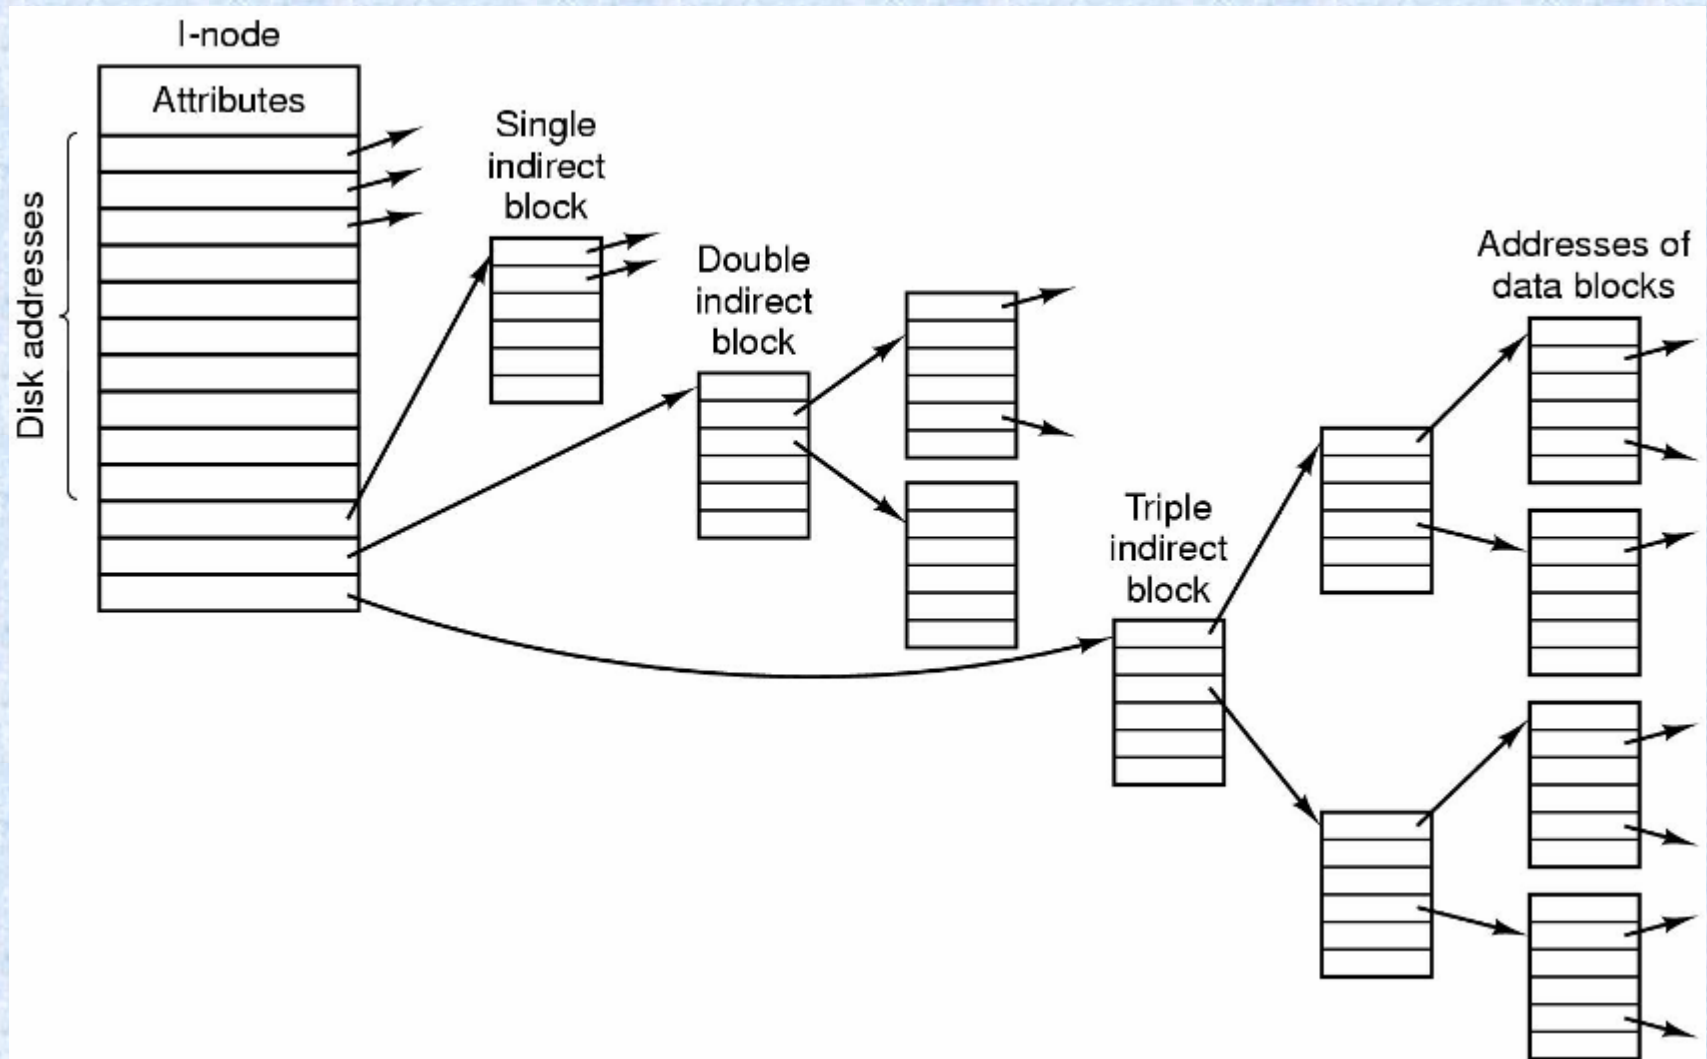 I-node
Attributes
Disk addresses
Single
indirect
block
Double
indirect
block
Triple
indirect
block
Addresses of
data blocks